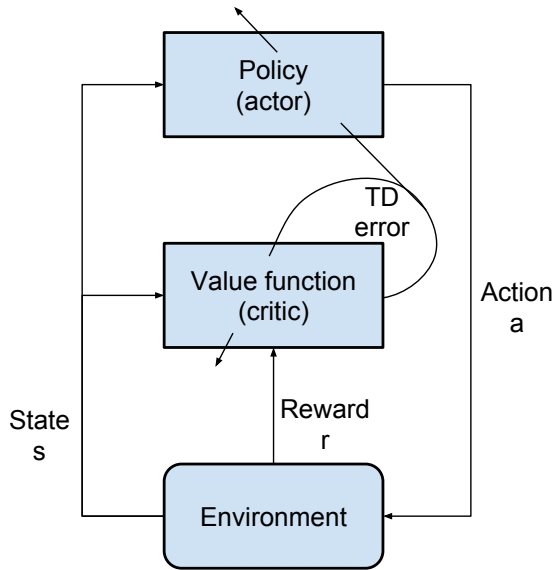 Policy
(actor)
TD
error
Value function
(critic)
Action
a
State
s
Reward
r
Environment